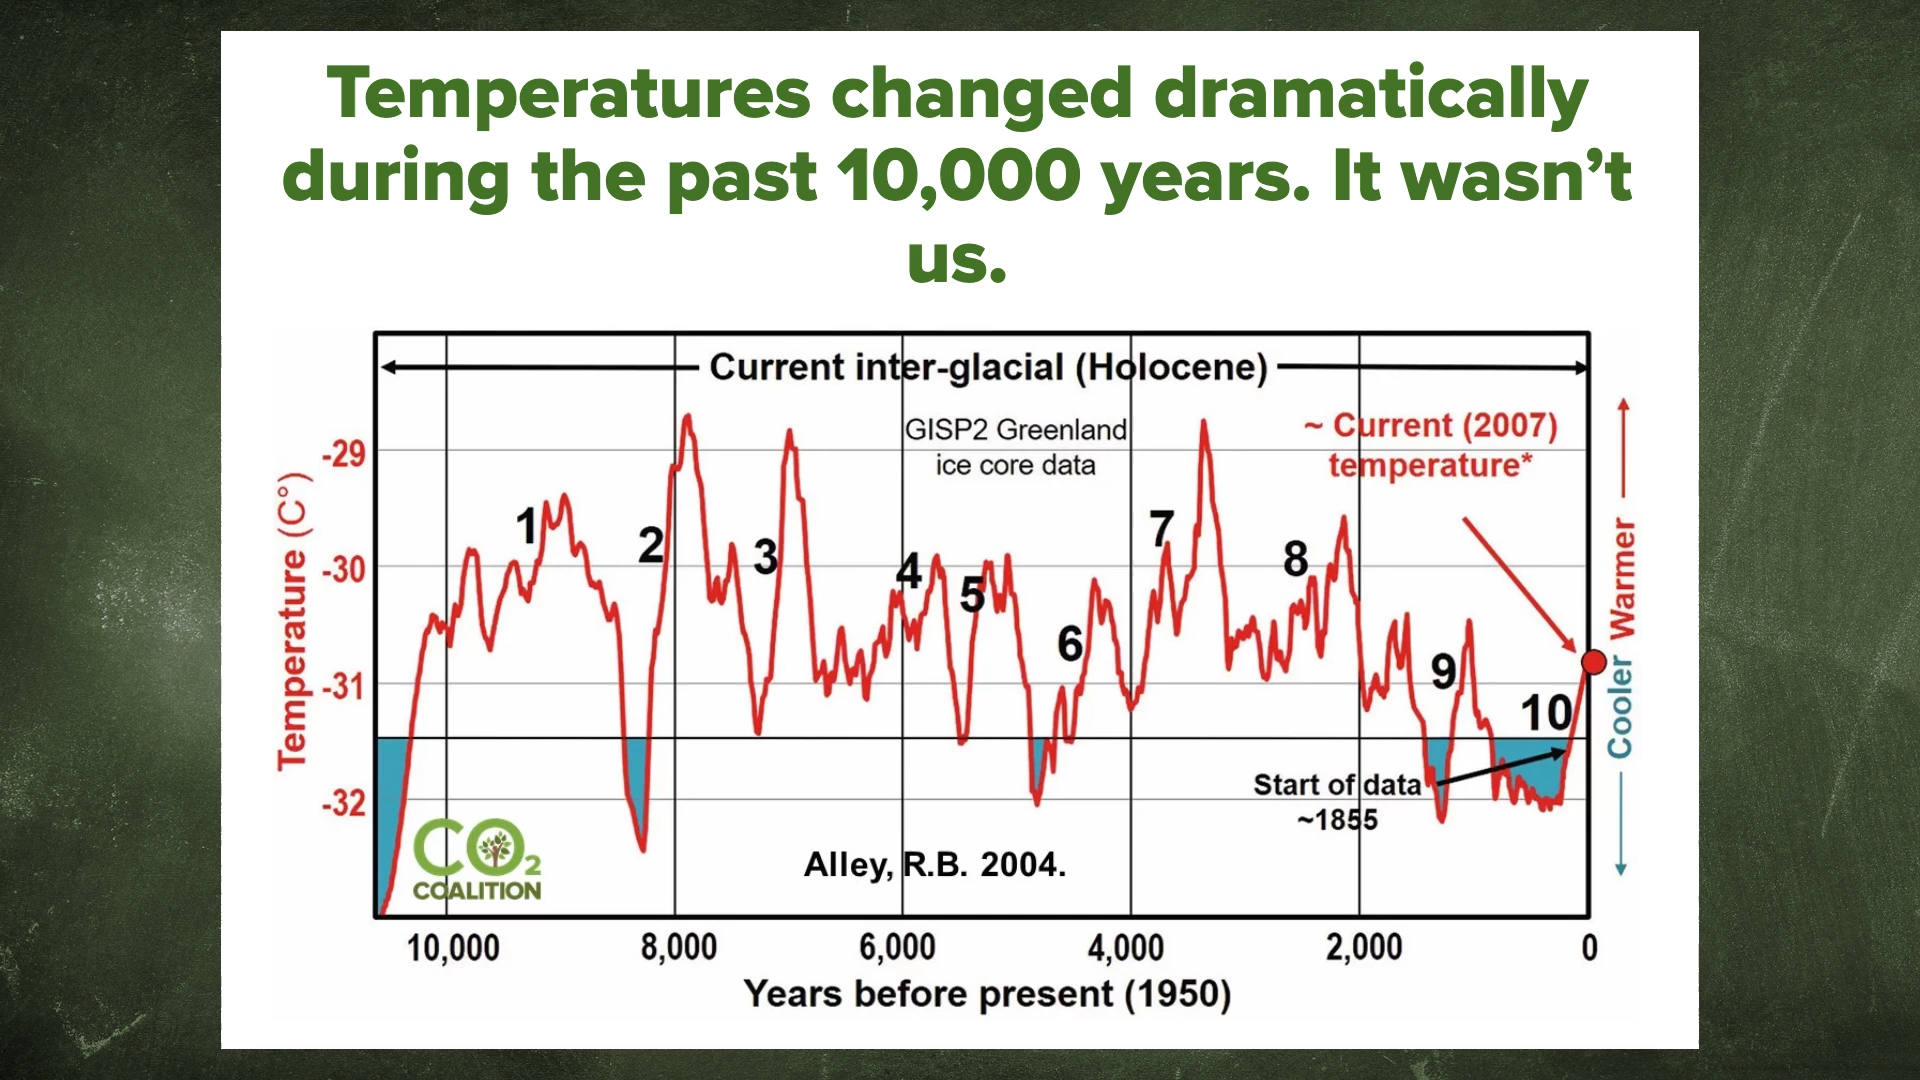 Temperatures changed dramatically
during the past 10,000 years. It wasn’t
us.
Current inter-glacial (Holocene)
GISP2 Greenland
ice core data
~ Current (2007)
temperature*
Temperature (C°)
-29
-30
-31
-32
1
2
3
4
5
6
7
8
9
10
Warmer
Cooler
Start of data
~1855
Alley, R.B. 2004.
CO2
COALITION
10,000
8,000
6,000
4,000
2,000
0
Years before present (1950)